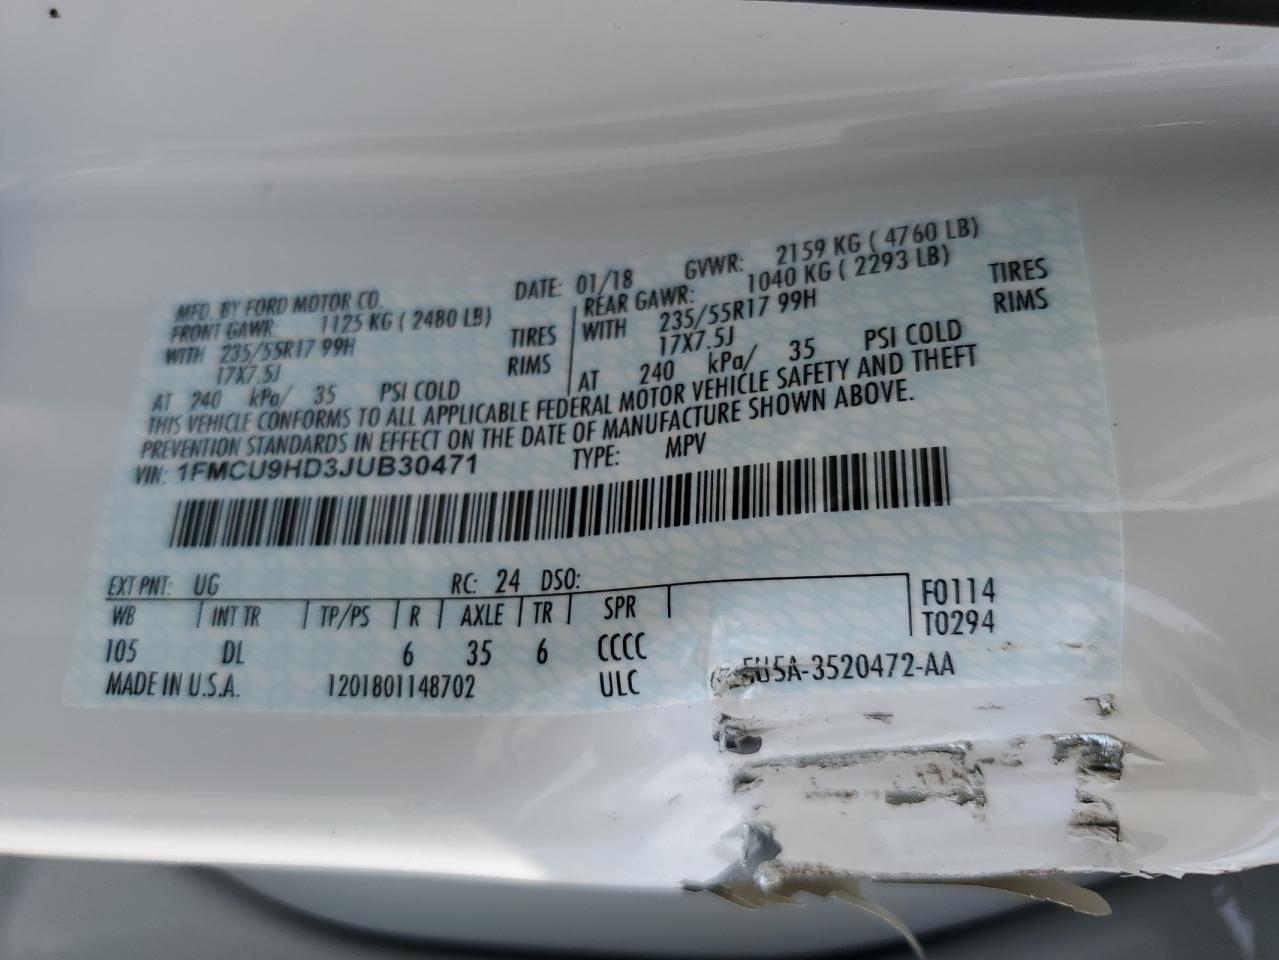 MFD. BY FORD MOTOR CO. DATE: 01/18 GVWR: 2159 KG ( 4760 LB)
FRONT GAWR: 1125 KG ( 2480 LB) REAR GAWR: 1040 KG ( 2293 LB)
WITH 235/55R17 99H TIRES WITH 235/55R17 99H TIRES
17X7.5J RIMS 17X7.5J RIMS
AT 240 kPa/ 35 PSI COLD AT 240 kPa/ 35 PSI COLD
THIS VEHICLE CONFORMS TO ALL APPLICABLE FEDERAL MOTOR VEHICLE SAFETY AND THEFT
PREVENTION STANDARDS IN EFFECT ON THE DATE OF MANUFACTURE SHOWN ABOVE.
VIN: 1FMCU9HD3JUB30471 TYPE: MPV
EXT PNT: UG RC: 24 DSO: F0114
WB INT TR TP/PS R AXLE TR SPR T0294
105 DL 6 35 6 CCCC
MADE IN U.S.A. 1201801148702 ULC 5U5A-3520472-AA